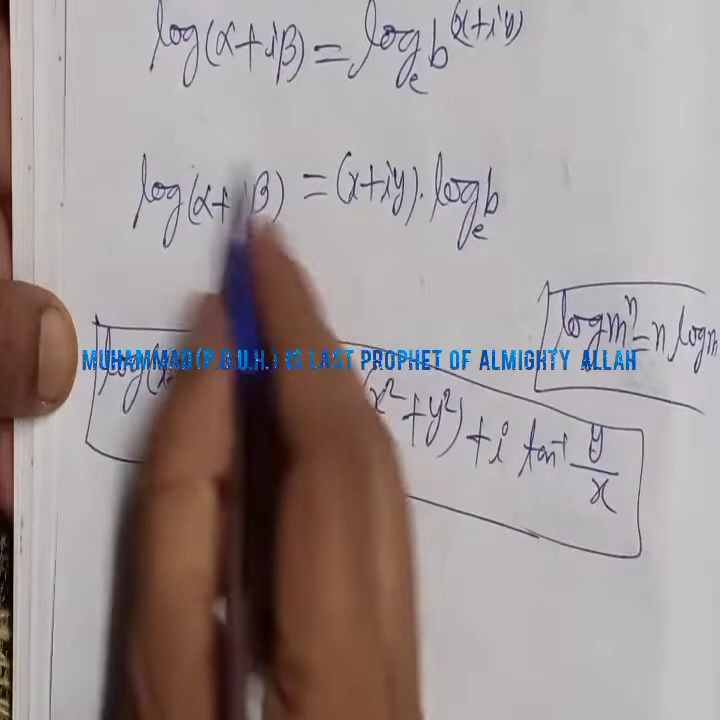 log(α+iβ) = logₑ b^(x+iy)
log(α+iβ) = (x+iy). logₑ b
log mⁿ = n log m
MUHAMMAD(P.B.U.H.) IS LAST PROPHET OF ALMIGHTY ALLAH
log(x x²+y²) + i tan⁻¹ y/x